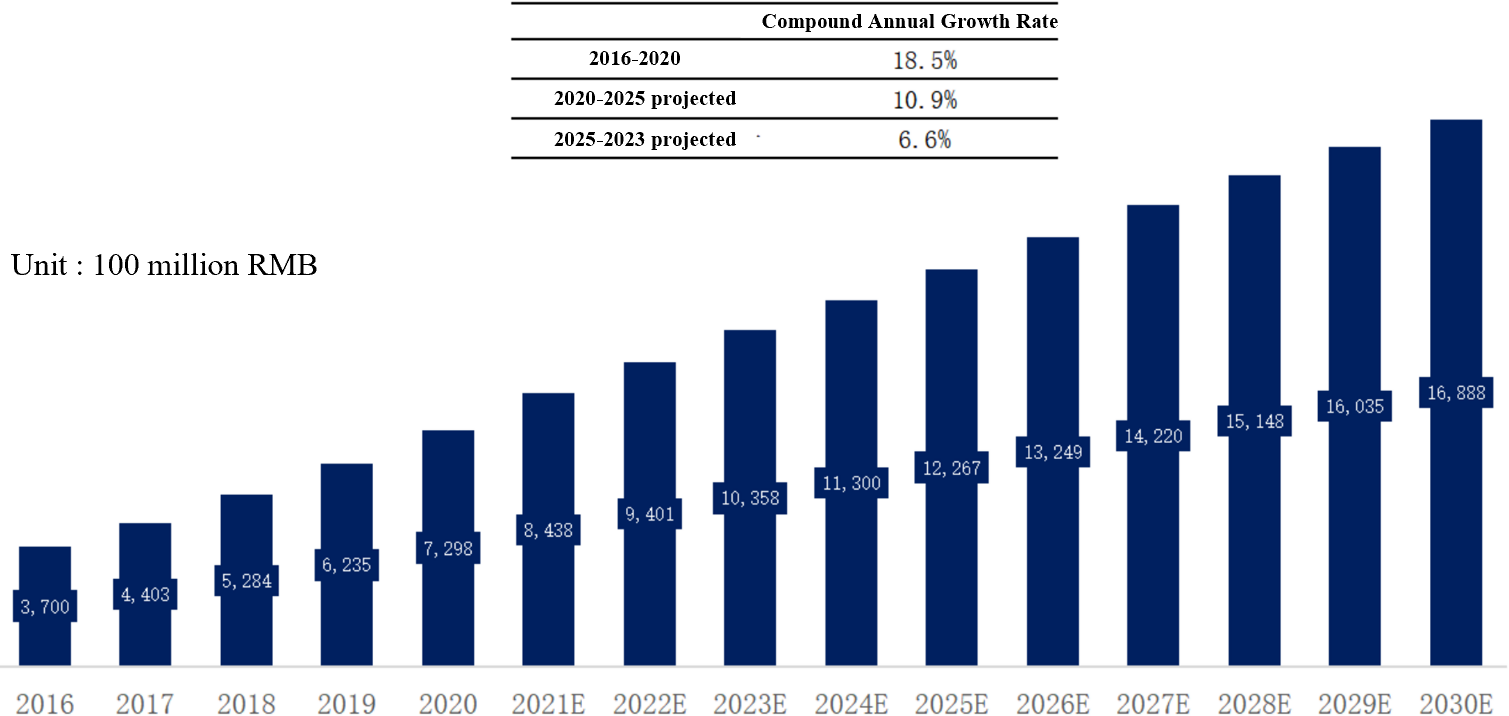 Compound Annual Growth Rate
2016-2020 18.5%
2020-2025 projected 10.9%
2025-2023 projected 6.6%
Unit : 100 million RMB
3,700 4,403 5,284 6,235 7,298 8,438 9,401 10,358 11,300 12,267 13,249 14,220 15,148 16,035 16,888
2016 2017 2018 2019 2020 2021E 2022E 2023E 2024E 2025E 2026E 2027E 2028E 2029E 2030E